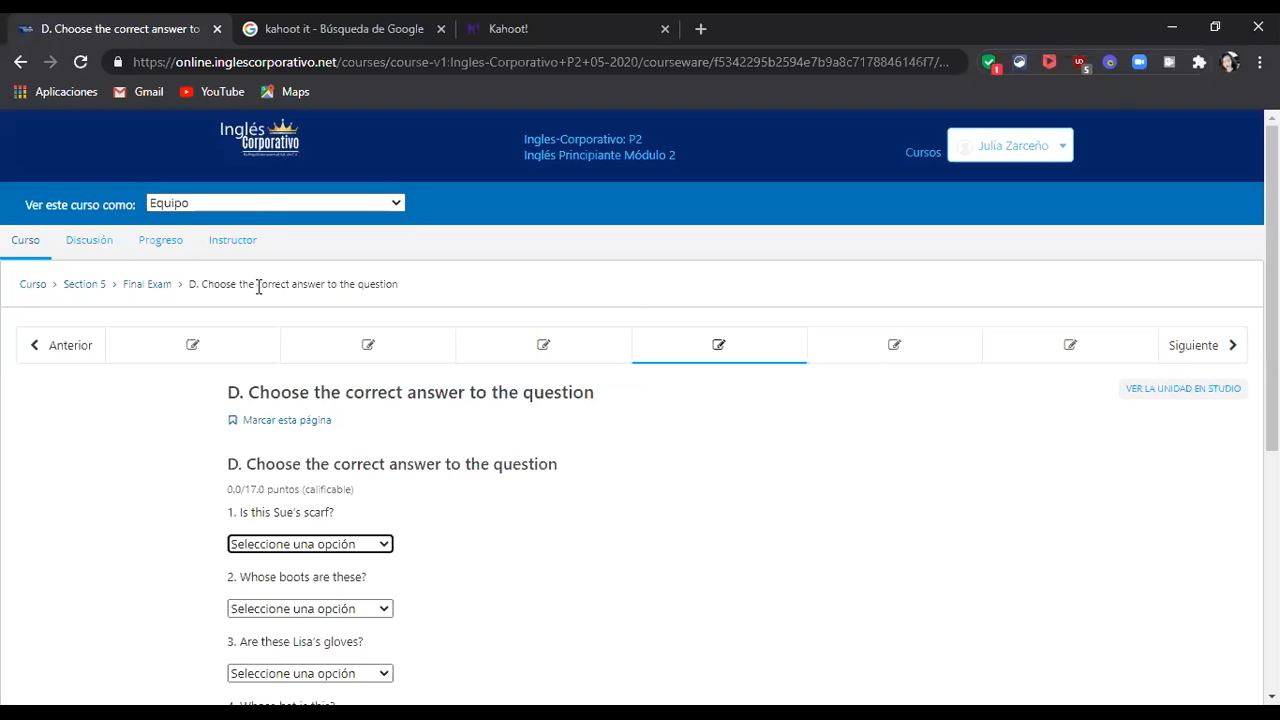 D. Choose the correct answer to
kahoot it - Búsqueda de Google
Kahoot!
https://online.inglescorporativo.net/courses/course-v1:Ingles-Corporativo+P2+05-2020/courseware/f5342295b2594e7b9a8c7178846146f7/...
Aplicaciones
Gmail
YouTube
Maps
Inglés
Corporativo
Ingles-Corporativo: P2
Inglés Principiante Módulo 2
Cursos
Julía Zarceño
Ver este curso como:
Equipo
Curso
Discusión
Progreso
Instructor
Curso > Section 5 > Final Exam > D. Choose the correct answer to the question
Anterior
Siguiente
D. Choose the correct answer to the question
VER LA UNIDAD EN STUDIO
Marcar esta página
D. Choose the correct answer to the question
0.0/17.0 puntos (calificable)
1. Is this Sue's scarf?
Seleccione una opción
2. Whose boots are these?
Seleccione una opción
3. Are these Lisa's gloves?
Seleccione una opción
4. Whose hat is this?